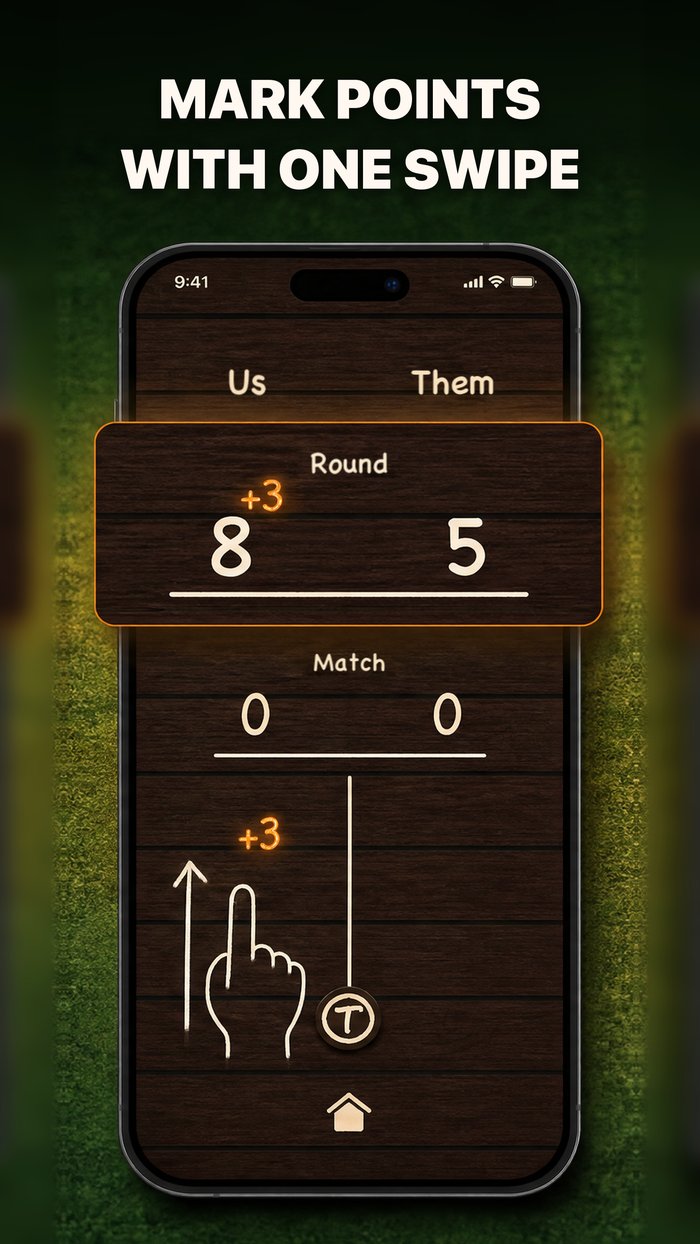 MARK POINTS
WITH ONE SWIPE
9:41
Us Them
Round
+3
8 5
Match
0 0
+3
T